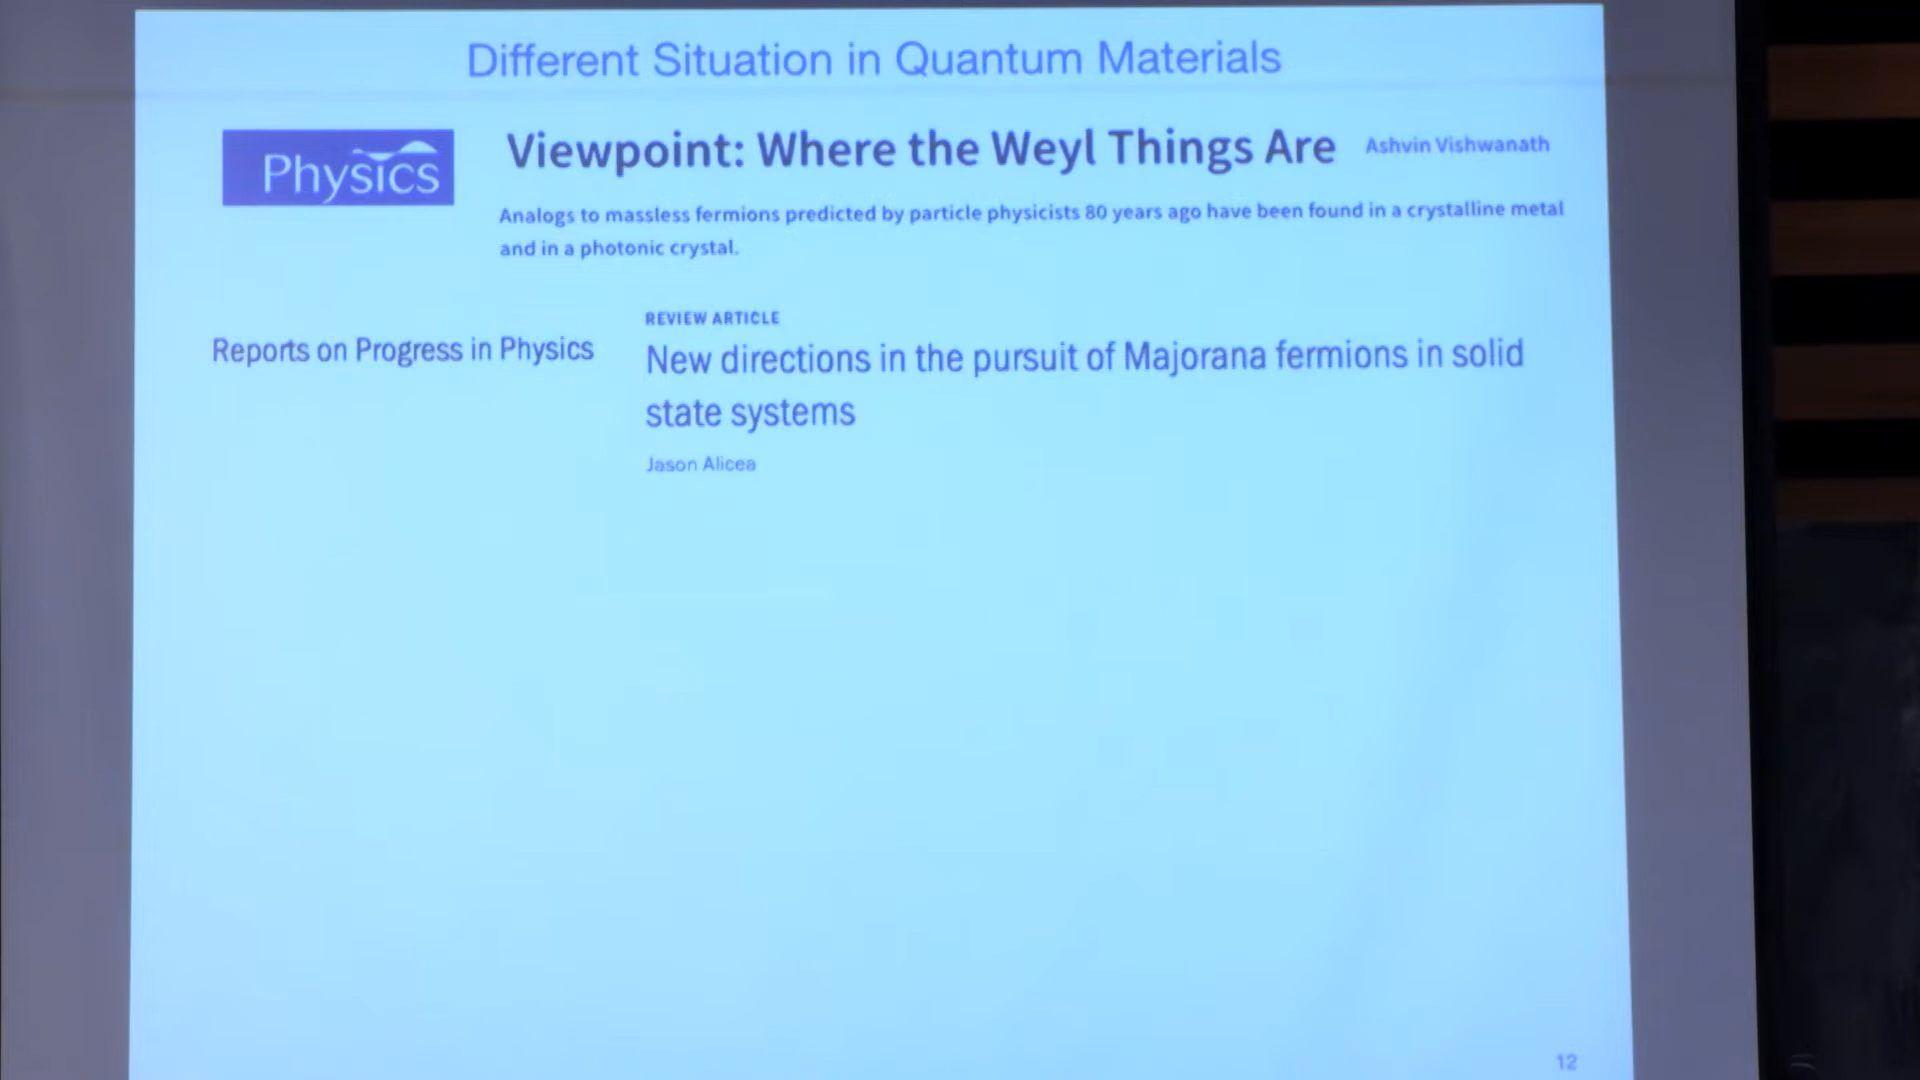 Different Situation in Quantum Materials
Physics
Viewpoint: Where the Weyl Things Are
Ashvin Vishwanath
Analogs to massless fermions predicted by particle physicists 80 years ago have been found in a crystalline metal
and in a photonic crystal.
REVIEW ARTICLE
Reports on Progress in Physics
New directions in the pursuit of Majorana fermions in solid
state systems
Jason Alicea
12